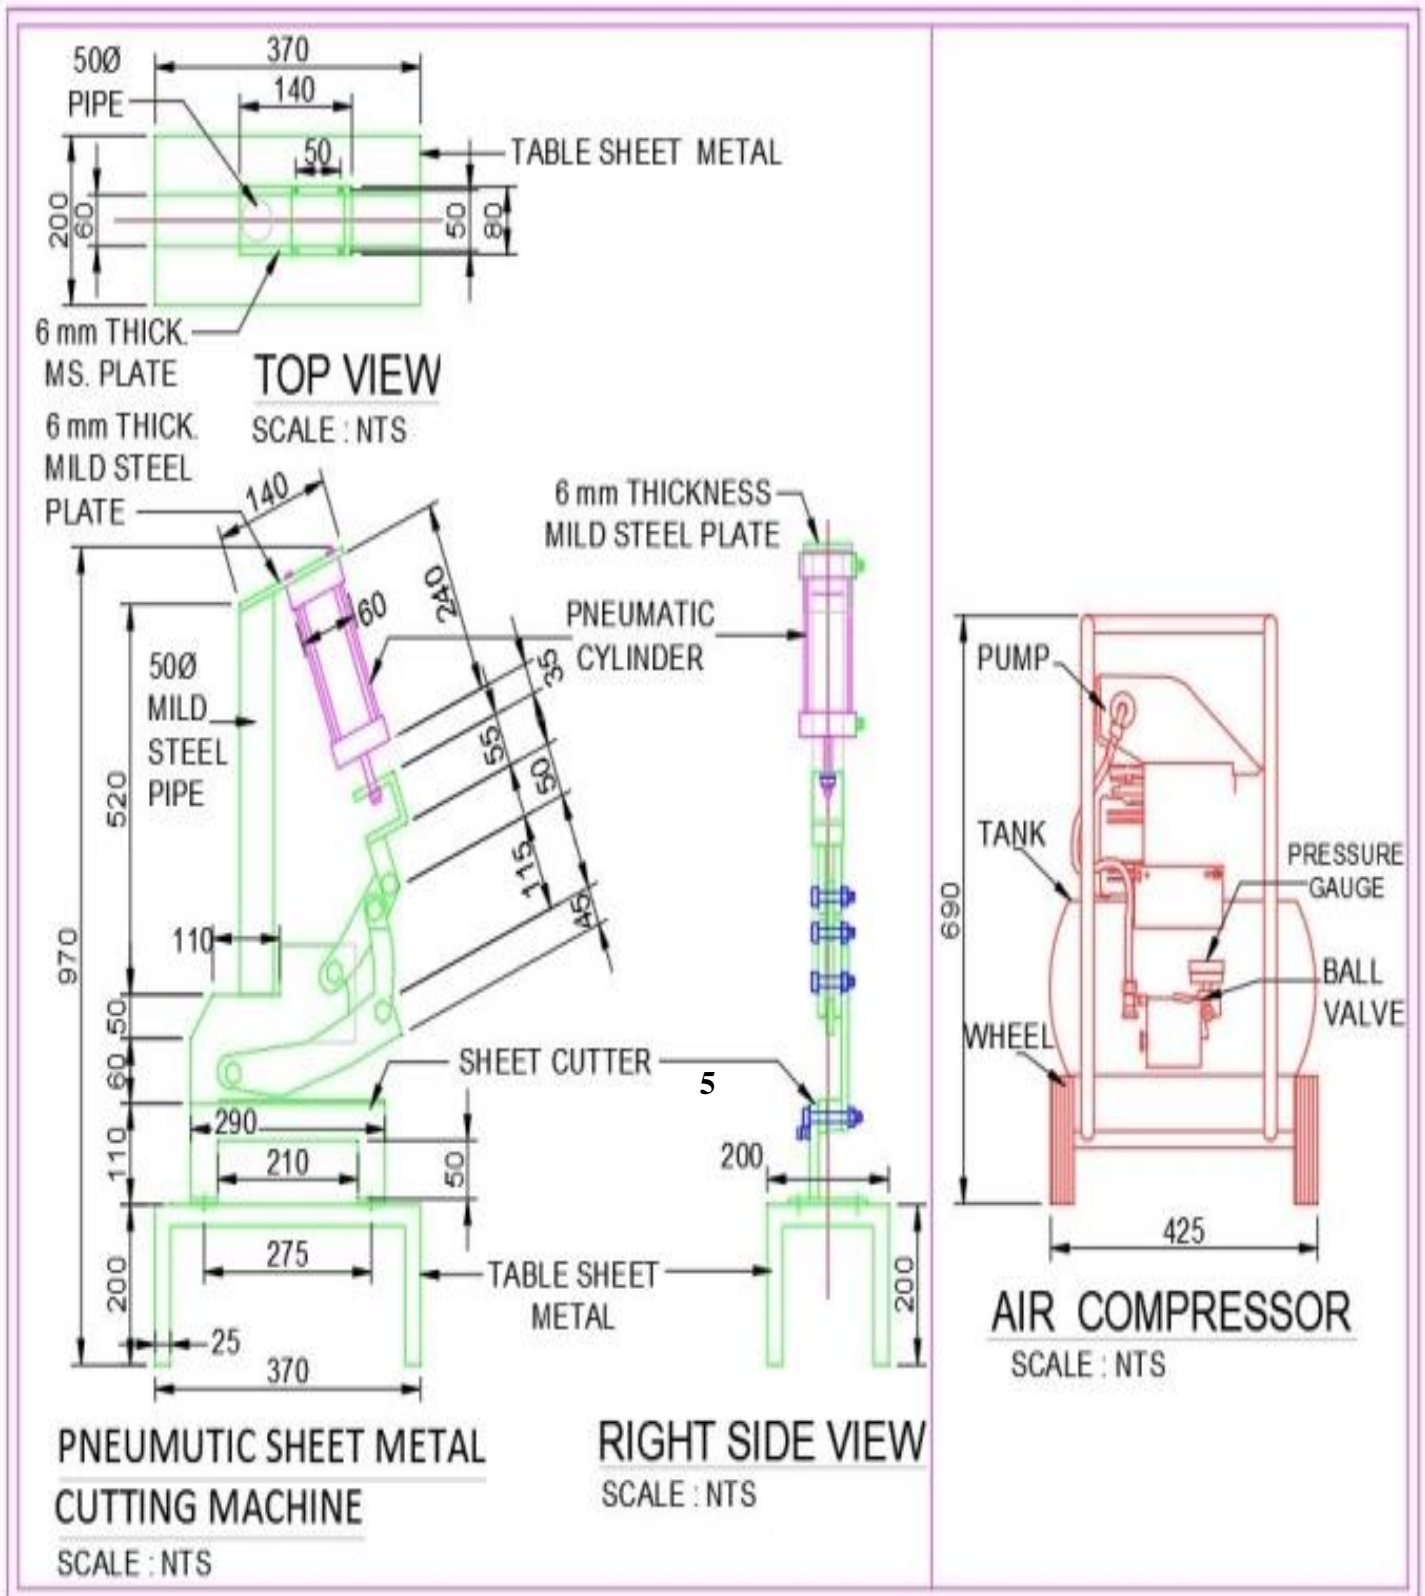 50Ø
PIPE
370
140
50
TABLE SHEET METAL
200
60
50
80
6 mm THICK.
MS. PLATE
TOP VIEW
SCALE : NTS
6 mm THICK.
MILD STEEL
PLATE
140
240
60
35
55
50
115
45
50Ø
MILD
STEEL
PIPE
520
970
110
50
60
110
200
SHEET CUTTER
5
290
210
50
275
25
370
TABLE SHEET
METAL
PNEUMUTIC SHEET METAL
CUTTING MACHINE
SCALE : NTS
6 mm THICKNESS
MILD STEEL PLATE
PNEUMATIC
CYLINDER
200
200
RIGHT SIDE VIEW
SCALE : NTS
PUMP
TANK
PRESSURE
GAUGE
690
BALL
VALVE
WHEEL
425
AIR COMPRESSOR
SCALE : NTS